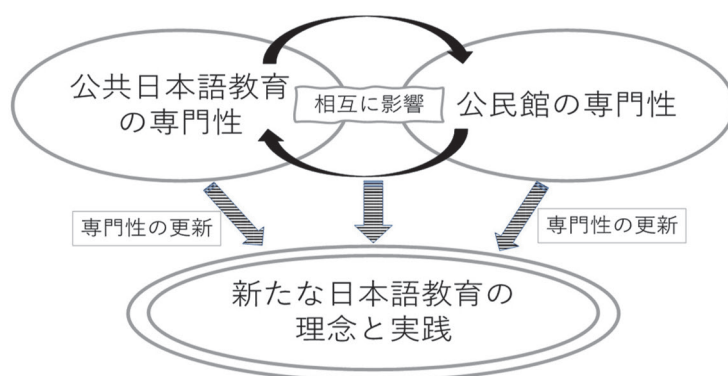 公共日本語教育
の専門性
相互に影響
公民館の専門性
専門性の更新
専門性の更新
新たな日本語教育の
理念と実践